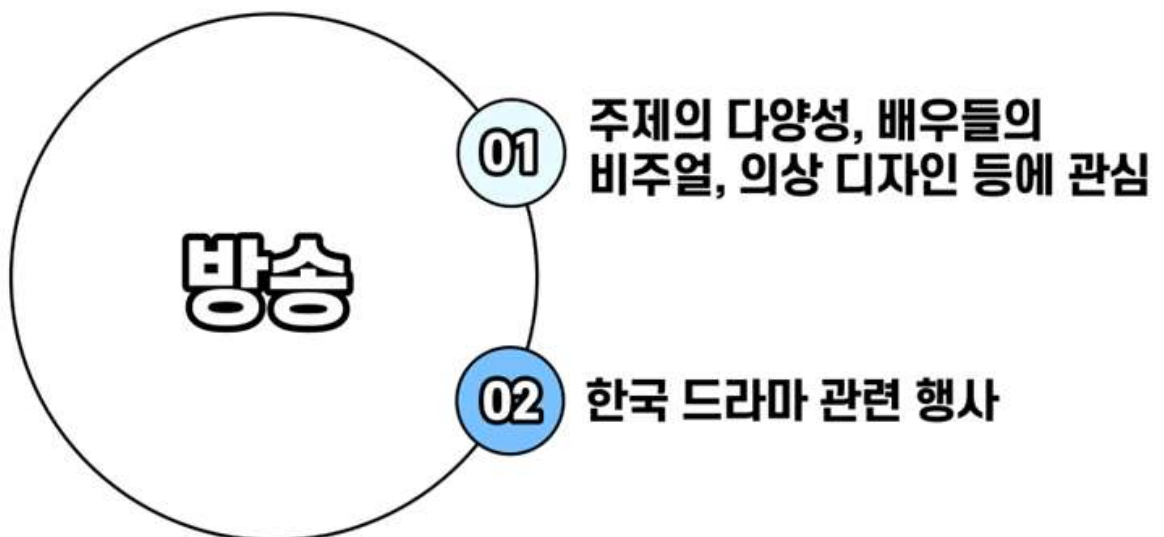 방송
01
주제의 다양성, 배우들의
비주얼, 의상 디자인 등에 관심
02
한국 드라마 관련 행사